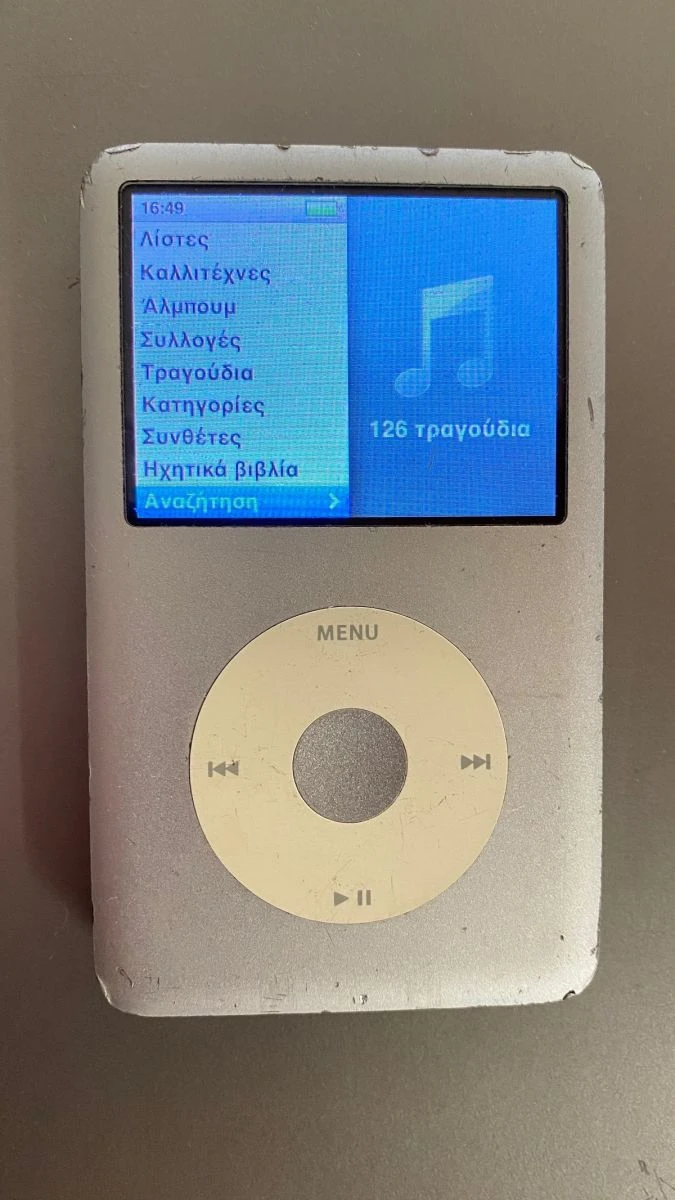 16:49
Λίστες
Καλλιτέχνες
Άλμπουμ
Συλλογές
Τραγούδια
Κατηγορίες
Συνθέτες
Ηχητικά βιβλία
Αναζήτηση
126 τραγούδια
MENU